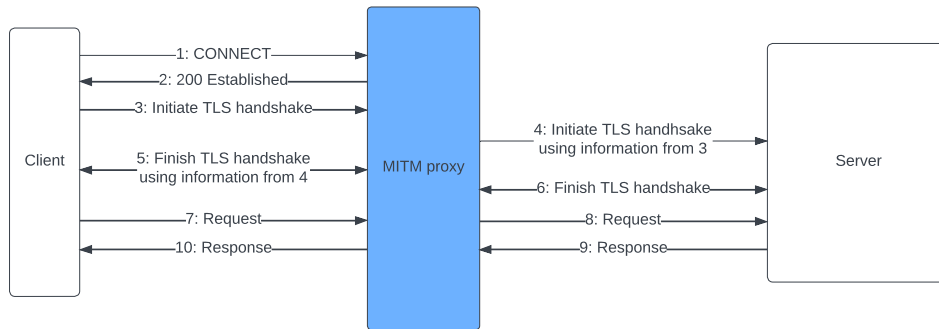 1: CONNECT
2: 200 Established
3: Initiate TLS handshake
4: Initiate TLS handhsake
using information from 3
Client
5: Finish TLS handshake
using information from 4
MITM proxy
Server
6: Finish TLS handshake
7: Request
8: Request
10: Response
9: Response